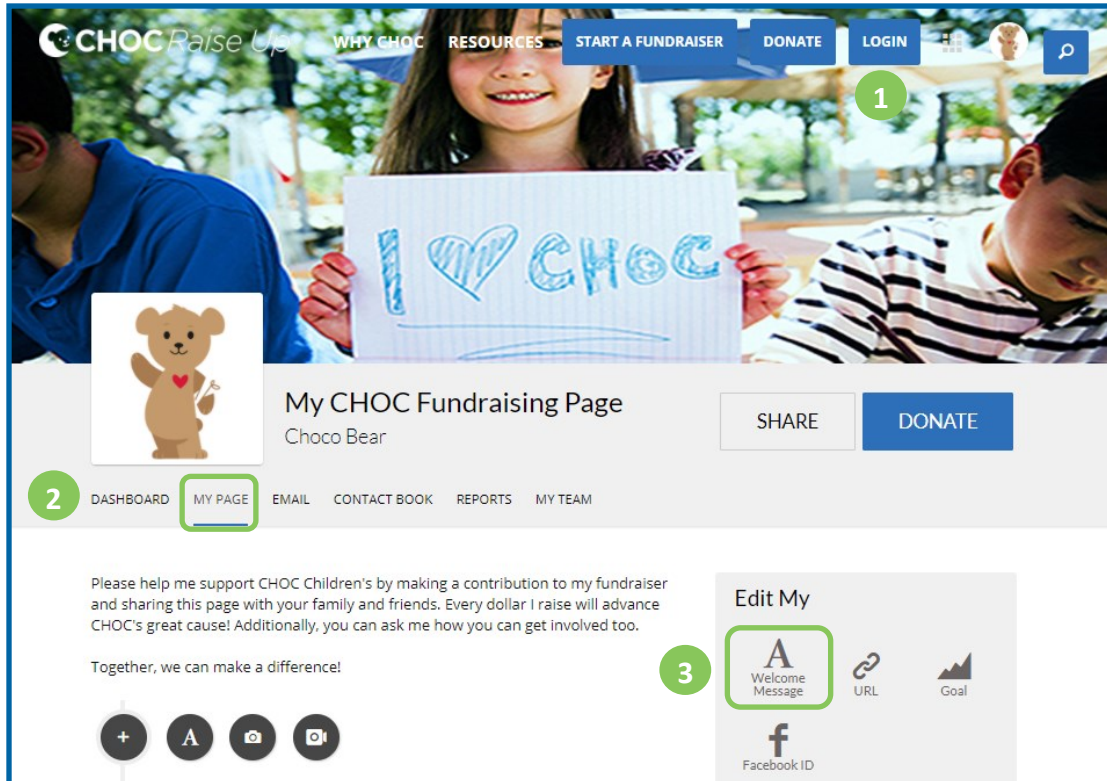 CHOC Raise Up WHY CHOC RESOURCES START A FUNDRAISER DONATE LOGIN
1
I CHOC
My CHOC Fundraising Page
Choco Bear
SHARE DONATE
2 DASHBOARD MY PAGE EMAIL CONTACT BOOK REPORTS MY TEAM
Please help me support CHOC Children's by making a contribution to my fundraiser
and sharing this page with your family and friends. Every dollar I raise will advance
CHOC's great cause! Additionally, you can ask me how you can get involved too.
Together, we can make a difference!
Edit My
3
A
Welcome
Message
URL
Goal
+ A
f
Facebook ID